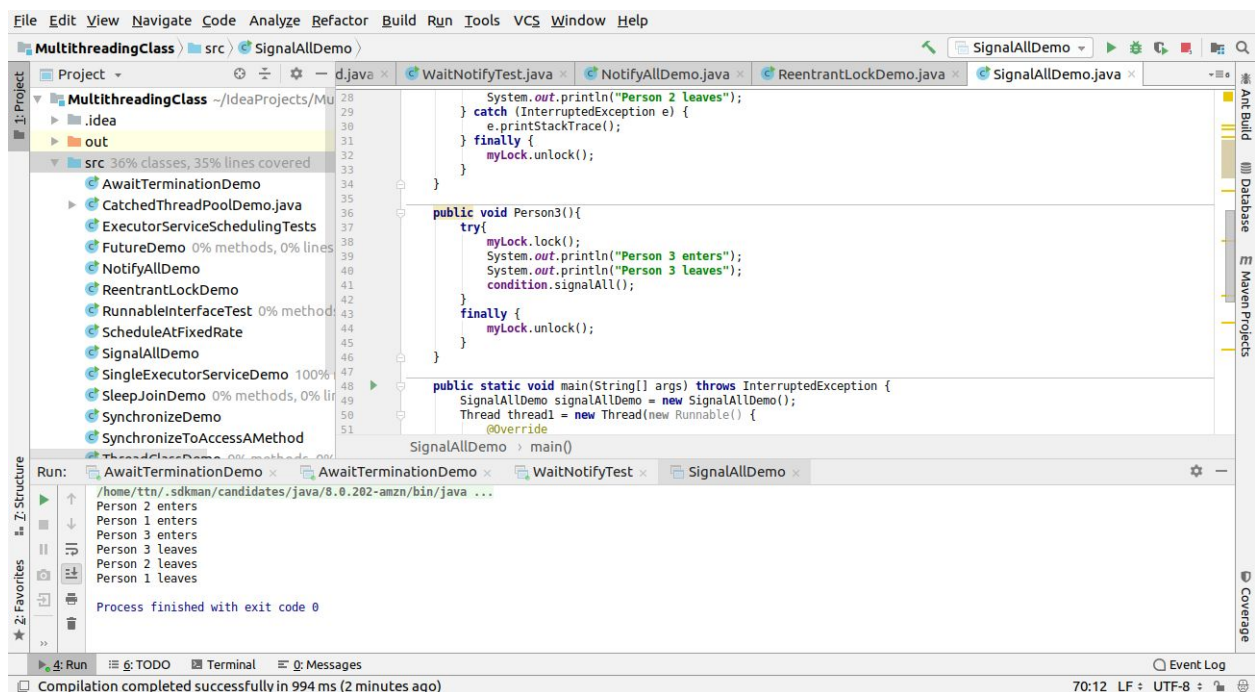 File Edit View Navigate Code Analyze Refactor Build Run Tools VCS Window Help
MultithreadingClass src SignalAllDemo
SignalAllDemo
1: Project
Project
d.java
WaitNotifyTest.java
NotifyAllDemo.java
ReentrantLockDemo.java
SignalAllDemo.java
MultithreadingClass ~/IdeaProjects/Mu
.idea
out
src 36% classes, 35% lines covered
AwaitTerminationDemo
CatchedThreadPoolDemo.java
ExecutorServiceSchedulingTests
FutureDemo 0% methods, 0% lines
NotifyAllDemo
ReentrantLockDemo
RunnableInterfaceTest 0% method
ScheduleAtFixedRate
SignalAllDemo
SingleExecutorServiceDemo 100%
SleepJoinDemo 0% methods, 0% li
SynchronizeDemo
SynchronizeToAccessAMethod
28 System.out.println("Person 2 leaves");
29 } catch (InterruptedException e) {
30 e.printStackTrace();
31 } finally {
32 myLock.unlock();
33 }
34 }
35
36 public void Person3(){
37 try{
38 myLock.lock();
39 System.out.println("Person 3 enters");
40 System.out.println("Person 3 leaves");
41 condition.signalAll();
42 }
43 finally {
44 myLock.unlock();
45 }
46 }
47
48 public static void main(String[] args) throws InterruptedException {
49 SignalAllDemo signalAllDemo = new SignalAllDemo();
50 Thread thread1 = new Thread(new Runnable() {
51 @Override
SignalAllDemo › main()
Ant Build
Database
Maven Projects
Coverage
7: Structure
2: Favorites
Run:
AwaitTerminationDemo
AwaitTerminationDemo
WaitNotifyTest
SignalAllDemo
/home/ttn/.sdkman/candidates/java/8.0.202-amzn/bin/java ...
Person 2 enters
Person 1 enters
Person 3 enters
Person 3 leaves
Person 2 leaves
Person 1 leaves
Process finished with exit code 0
4: Run
6: TODO
Terminal
0: Messages
Event Log
Compilation completed successfully in 994 ms (2 minutes ago)
70:12 LF UTF-8